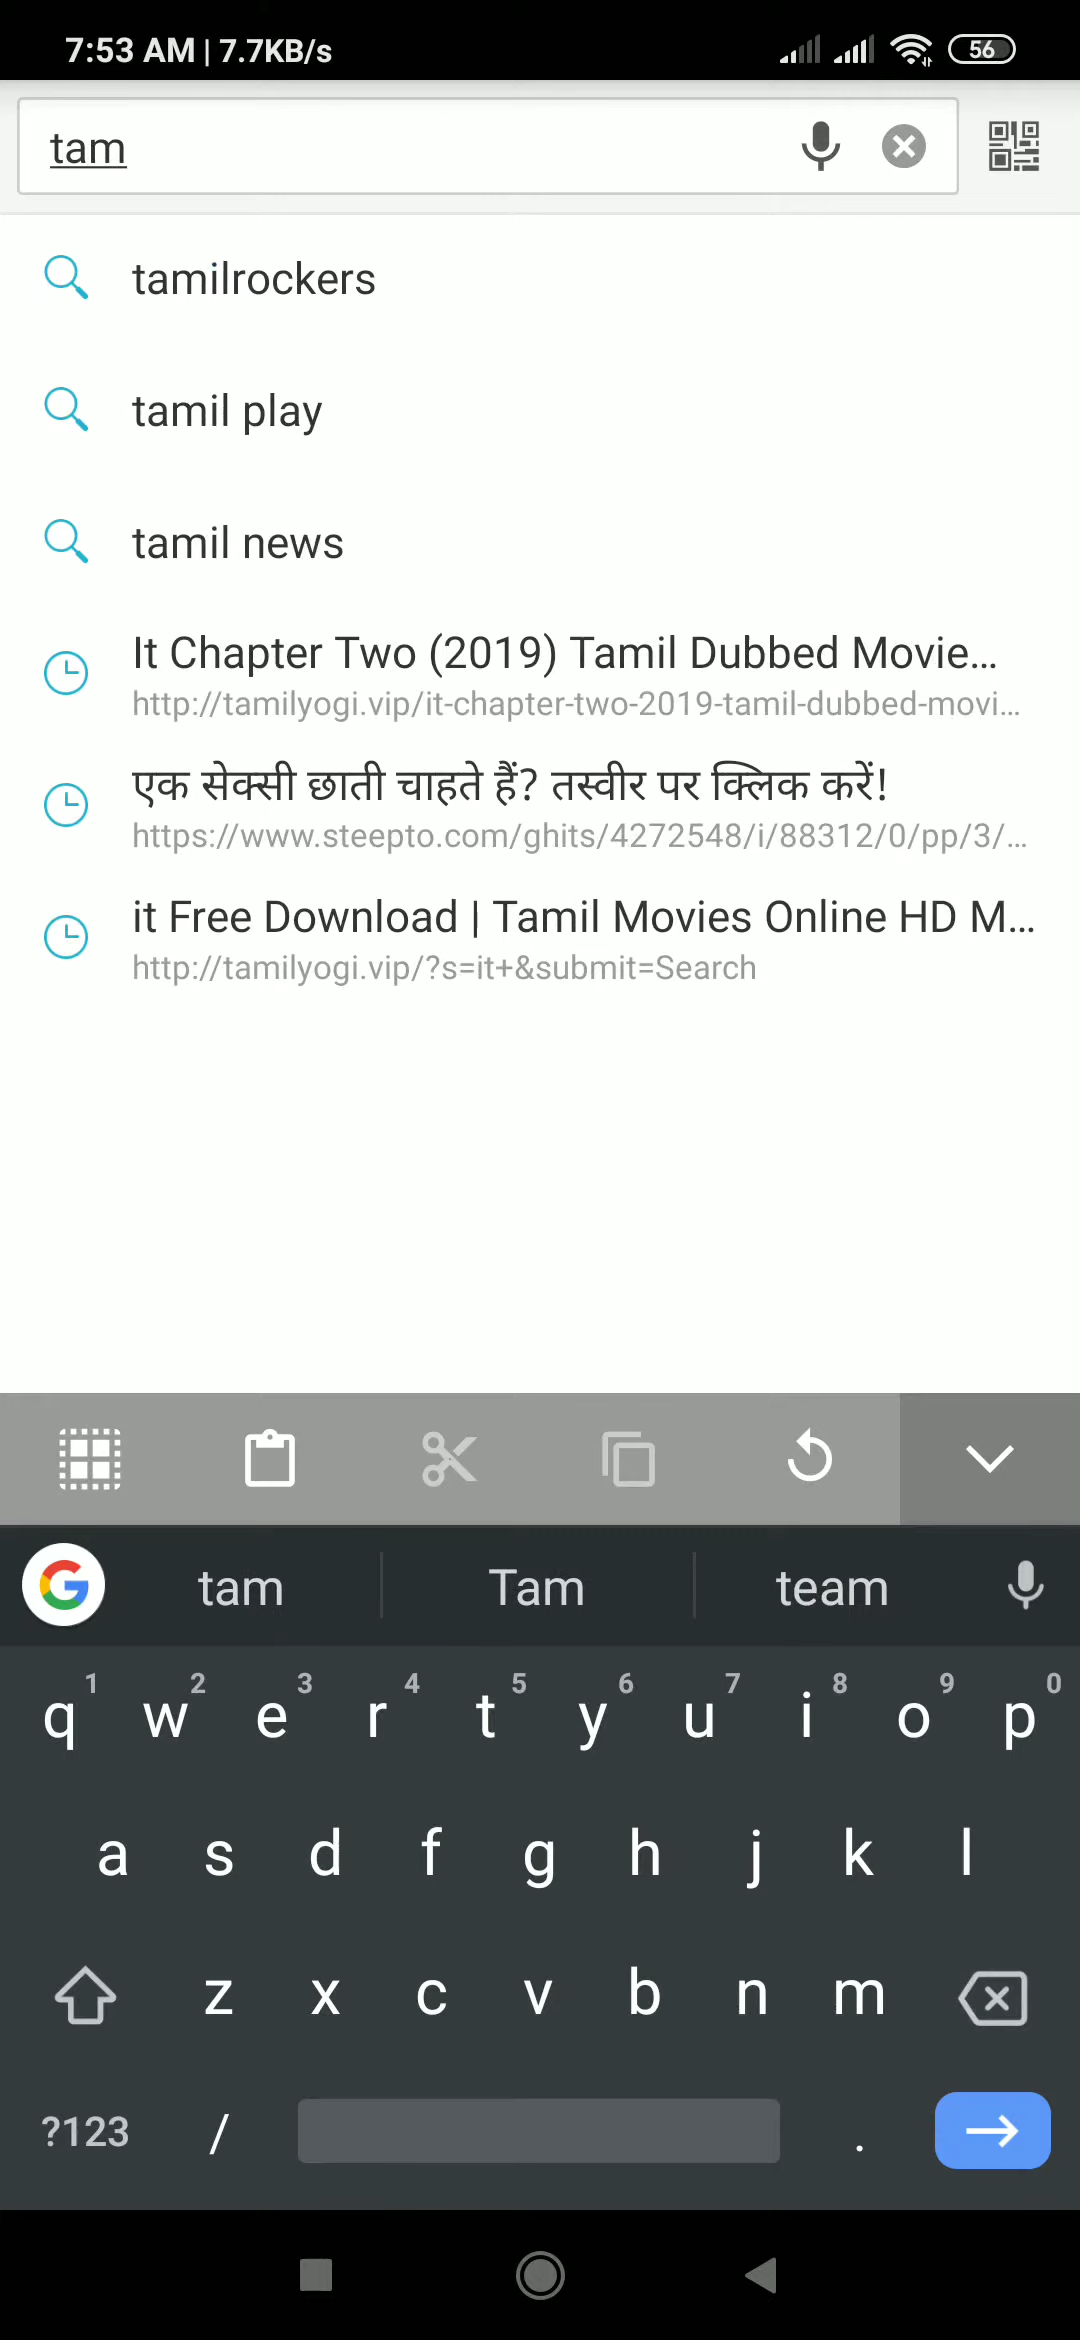 7:53 AM | 7.7KB/s 56
tam
tamilrockers
tamil play
tamil news
It Chapter Two (2019) Tamil Dubbed Movie...
http://tamilyogi.vip/it-chapter-two-2019-tamil-dubbed-movi...
एक सेक्सी छाती चाहते हैं? तस्वीर पर क्लिक करें!
https://www.steepto.com/ghits/4272548/i/88312/0/pp/3/...
it Free Download | Tamil Movies Online HD M...
http://tamilyogi.vip/?s=it+&submit=Search
G tam Tam team
1 2 3 4 5 6 7 8 9 0
q w e r t y u i o p
a s d f g h j k l
z x c v b n m
?123 / .